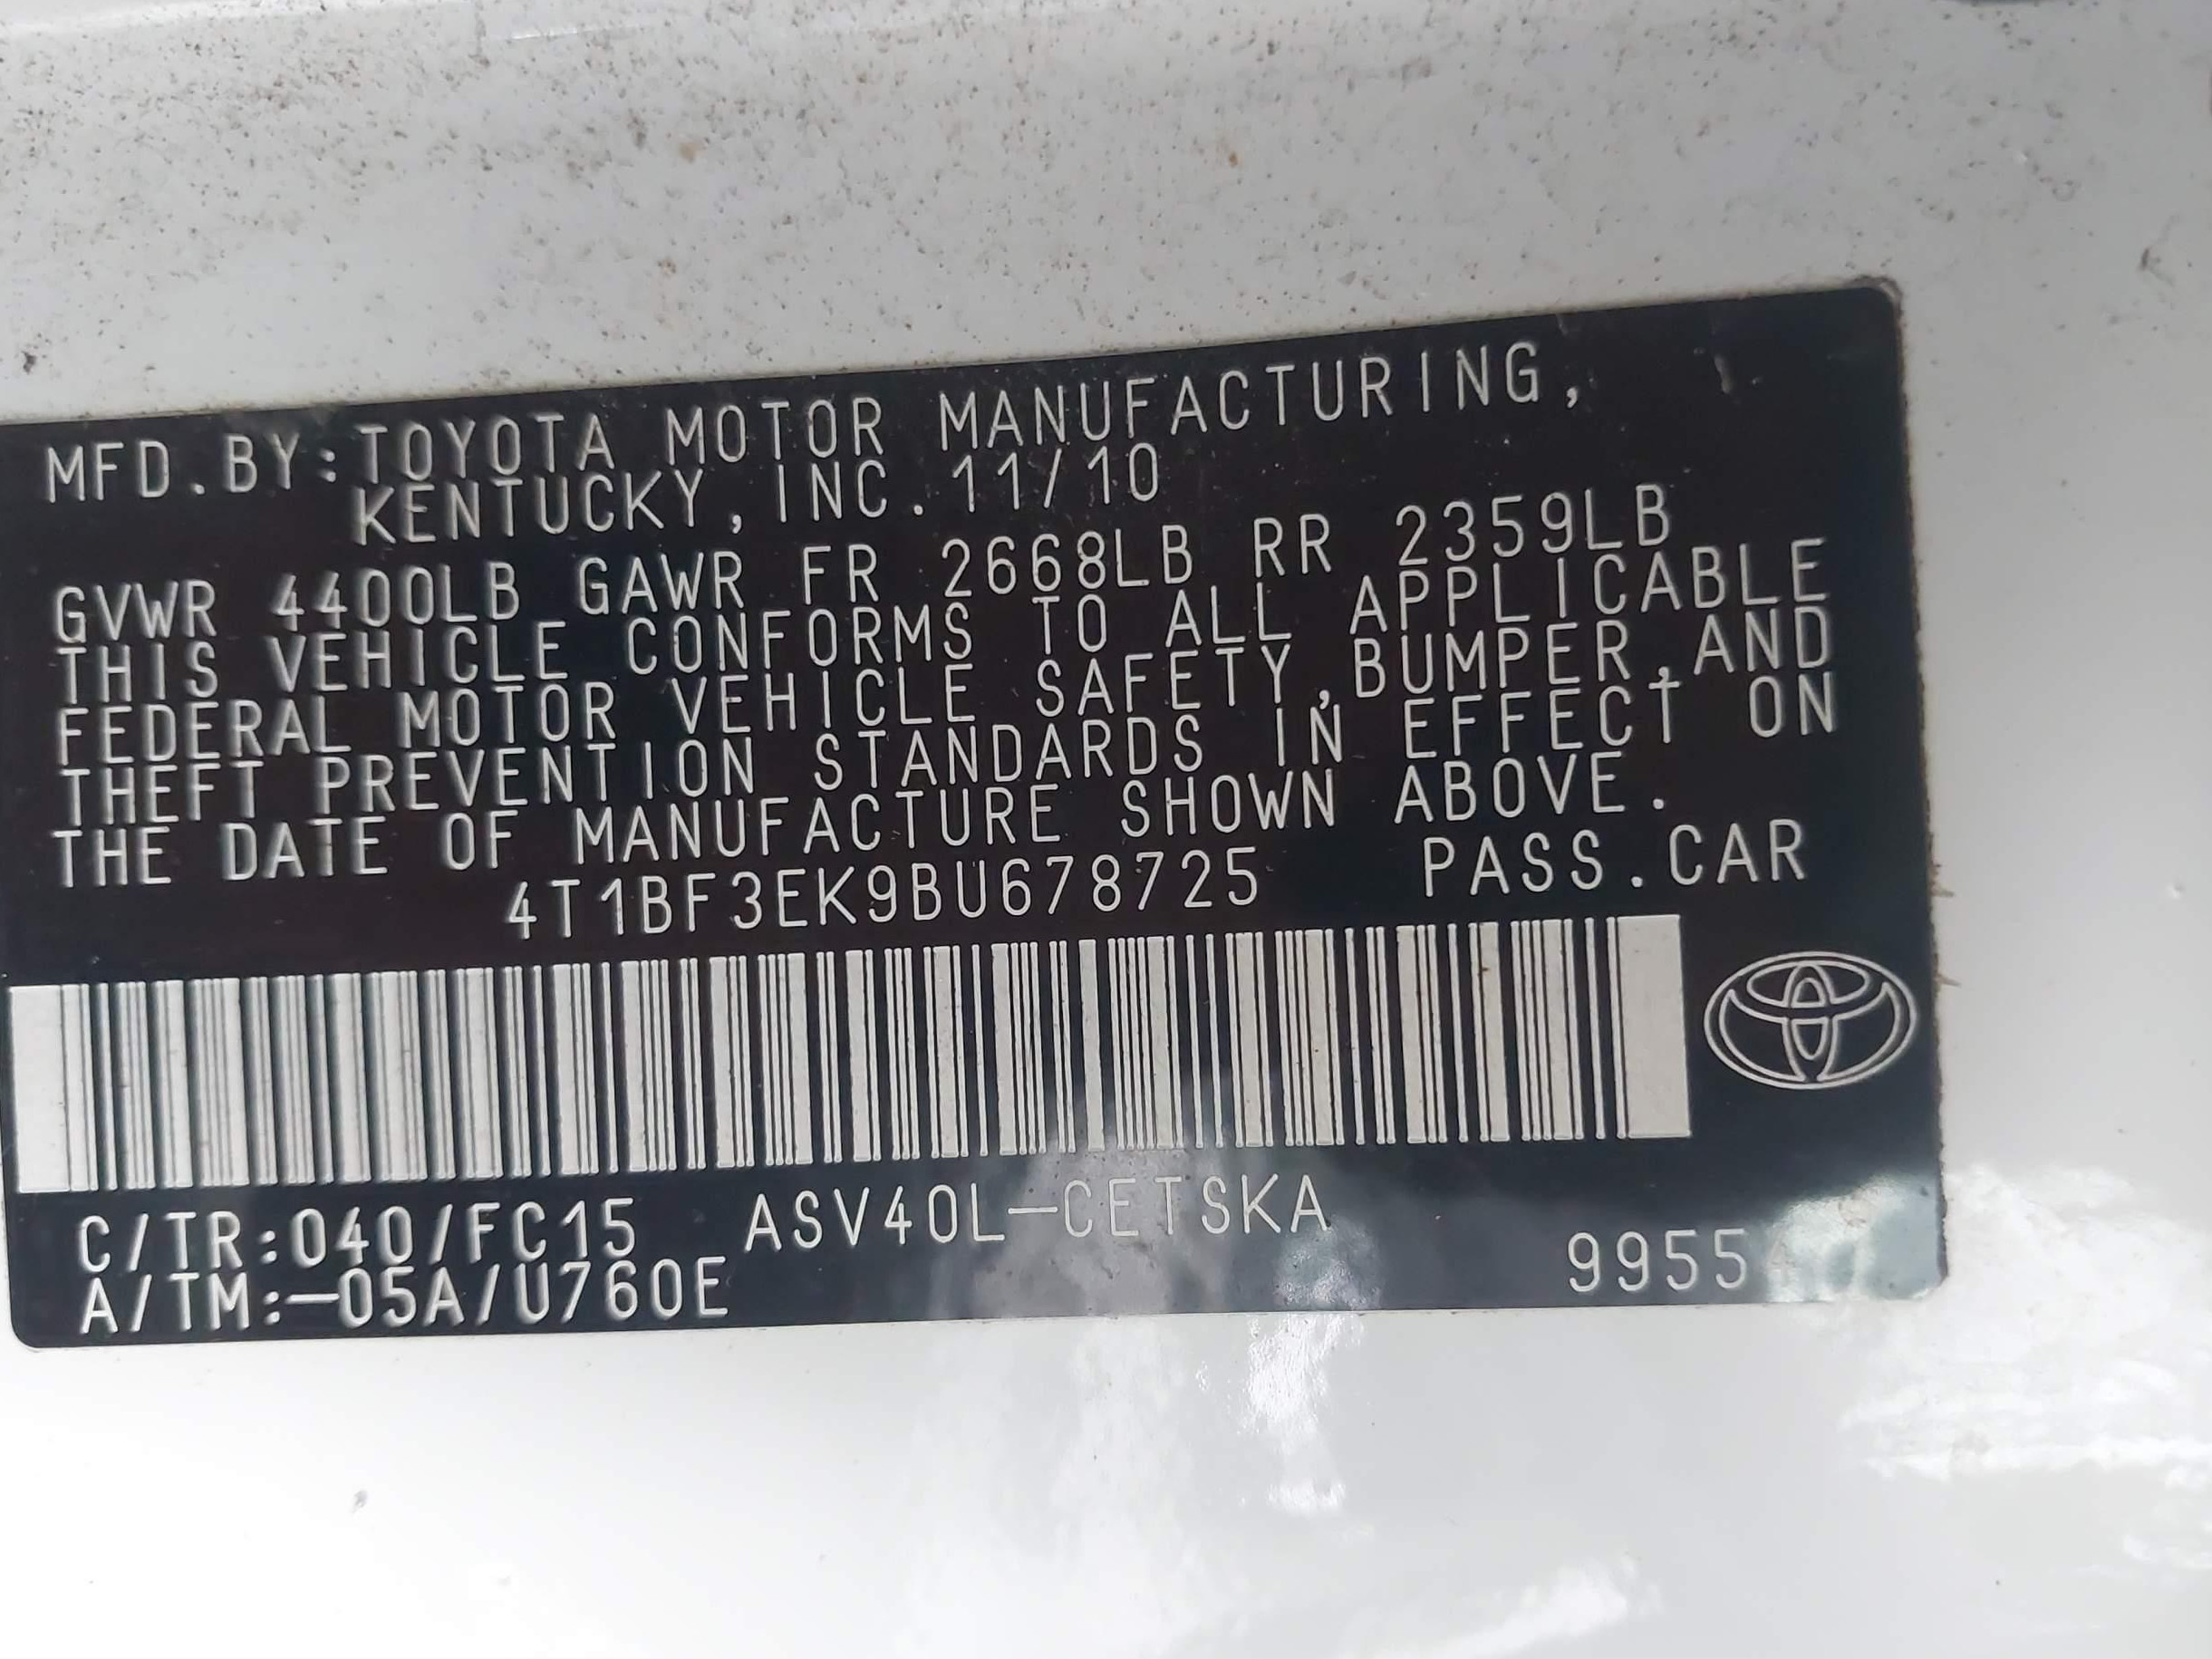 MFD.BY:TOYOTA MOTOR MANUFACTURING,
KENTUCKY, INC. 11/10
GVWR 4400LB GAWR FR 2668LB RR 2359LB
THIS VEHICLE CONFORMS TO ALL APPLICABLE
FEDERAL MOTOR VEHICLE SAFETY,BUMPER,AND
THEFT PREVENTION STANDARDS IN EFFECT ON
THE DATE OF MANUFACTURE SHOWN ABOVE.
4T1BF3EK9BU678725 PASS.CAR
C/TR:040/FC15 ASV40L-CETSKA
A/TM:-05A/U760E 9955